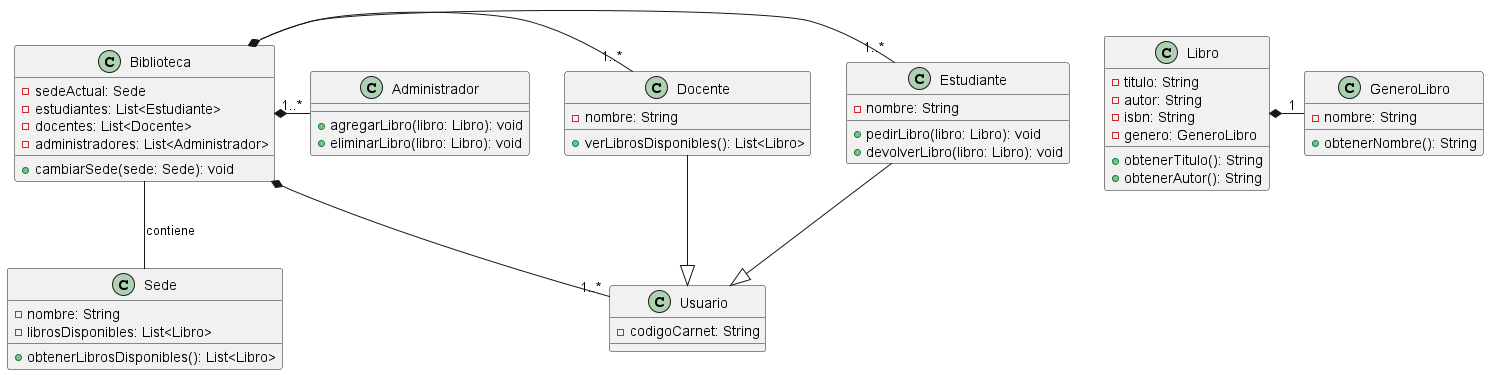 C Biblioteca
sedeActual: Sede
estudiantes: List<Estudiante>
docentes: List<Docente>
administradores: List<Administrador>
cambiarSede(sede: Sede): void
1..*
C Administrador
agregarLibro(libro: Libro): void
eliminarLibro(libro: Libro): void
1..*
C Docente
nombre: String
verLibrosDisponibles(): List<Libro>
1..*
C Estudiante
nombre: String
pedirLibro(libro: Libro): void
devolverLibro(libro: Libro): void
C Libro
titulo: String
autor: String
isbn: String
genero: GeneroLibro
obtenerTitulo(): String
obtenerAutor(): String
1
C GeneroLibro
nombre: String
obtenerNombre(): String
contiene
C Sede
nombre: String
librosDisponibles: List<Libro>
obtenerLibrosDisponibles(): List<Libro>
1..*
C Usuario
codigoCarnet: String